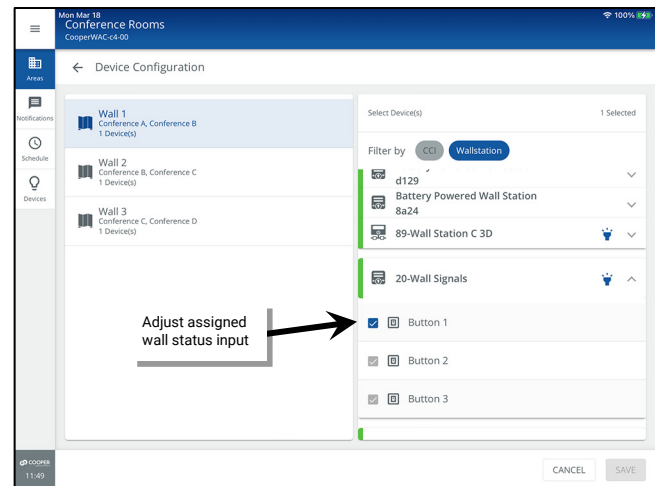 Mon Mar 18
100%
Conference Rooms
CooperWAC-c4-00
Areas
Device Configuration
Notifications
Schedule
Devices
Wall 1
Conference A, Conference B
1 Device(s)
Wall 2
Conference B, Conference C
1 Device(s)
Wall 3
Conference C, Conference D
1 Device(s)
Select Device(s)
1 Selected
Filter by
CCI
Wallstation
d129
Battery Powered Wall Station
8a24
89-Wall Station C 3D
20-Wall Signals
Adjust assigned
wall status input
Button 1
Button 2
Button 3
COOPER
11:49
CANCEL
SAVE